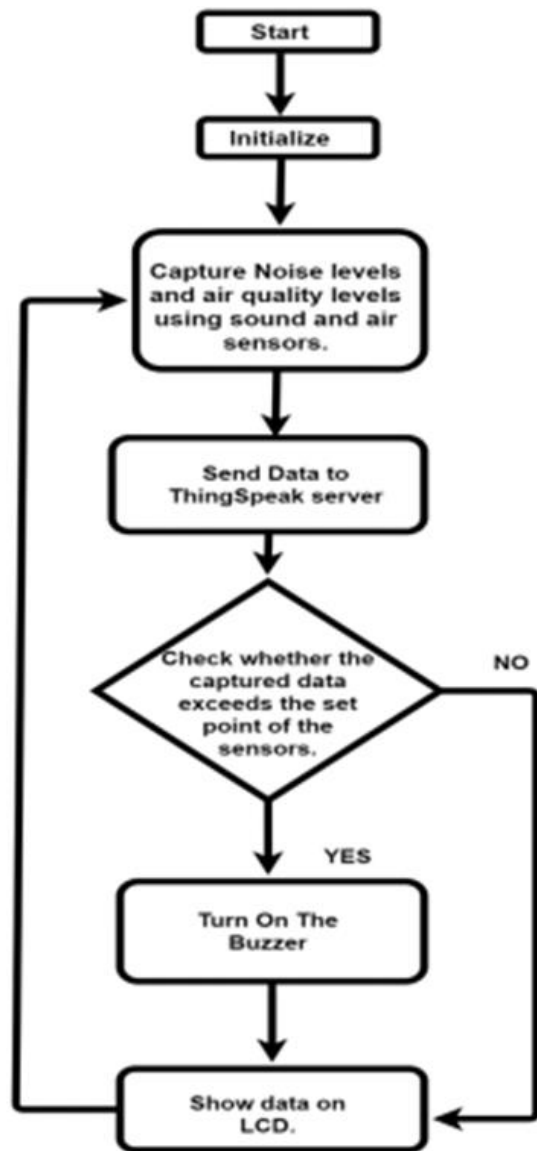 Start
Initialize
Capture Noise levels
and air quality levels
using sound and air
sensors.
Send Data to
ThingSpeak server
Check whether the
captured data
exceeds the set
point of the
sensors.
NO
YES
Turn On The
Buzzer
Show data on
LCD.